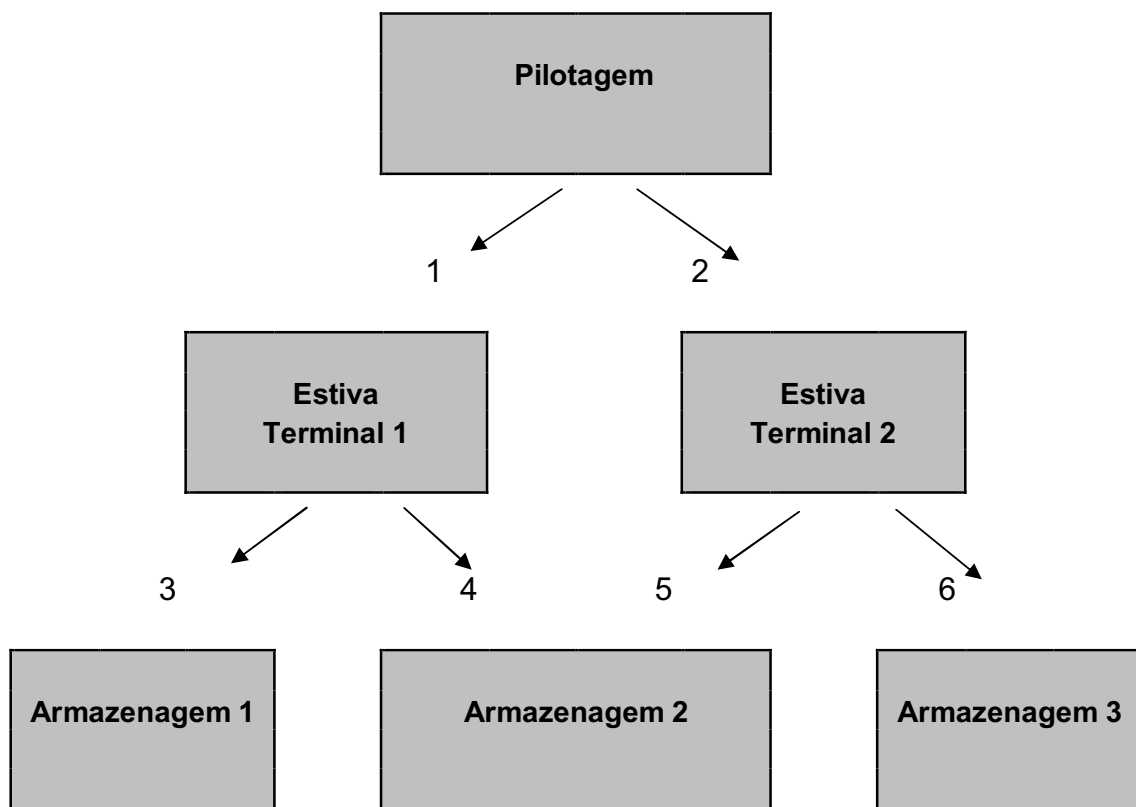 Pilotagem
1 2
Estiva Estiva
Terminal 1 Terminal 2
3 4 5 6
Armazenagem 1 Armazenagem 2 Armazenagem 3